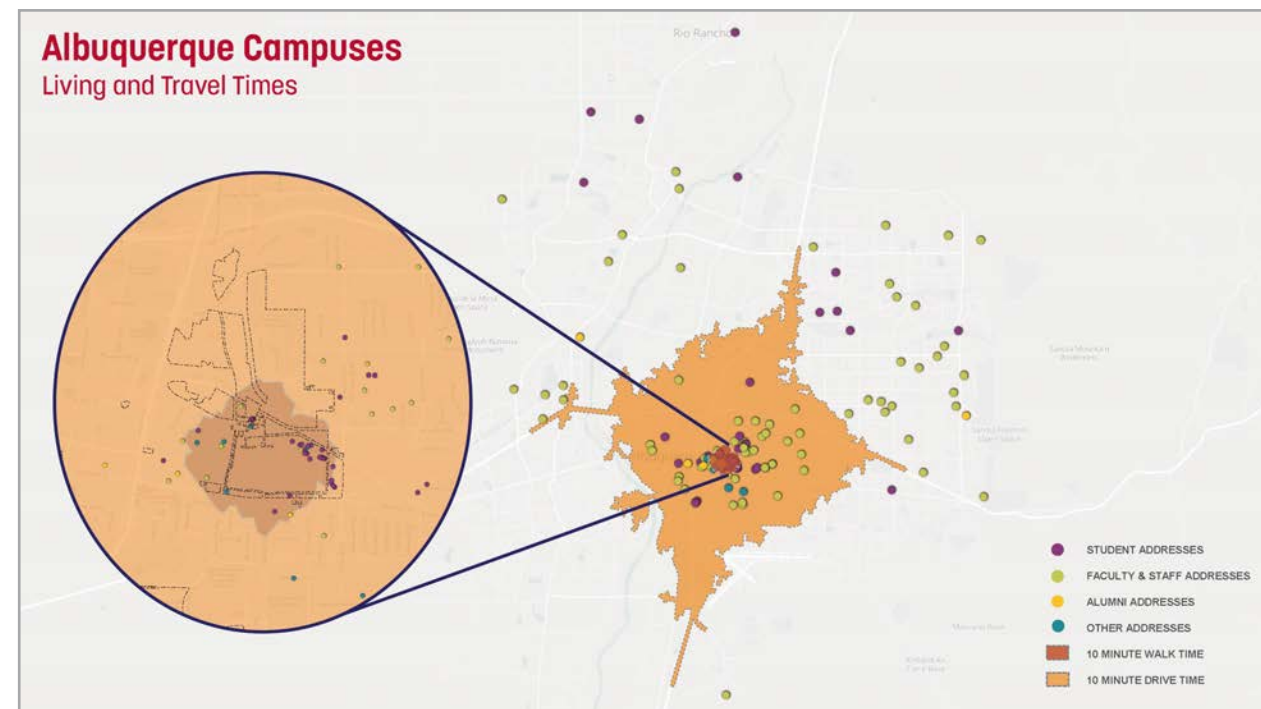 Albuquerque Campuses
Living and Travel Times
Rio Rancho
STUDENT ADDRESSES
FACULTY & STAFF ADDRESSES
ALUMNI ADDRESSES
OTHER ADDRESSES
10 MINUTE WALK TIME
10 MINUTE DRIVE TIME